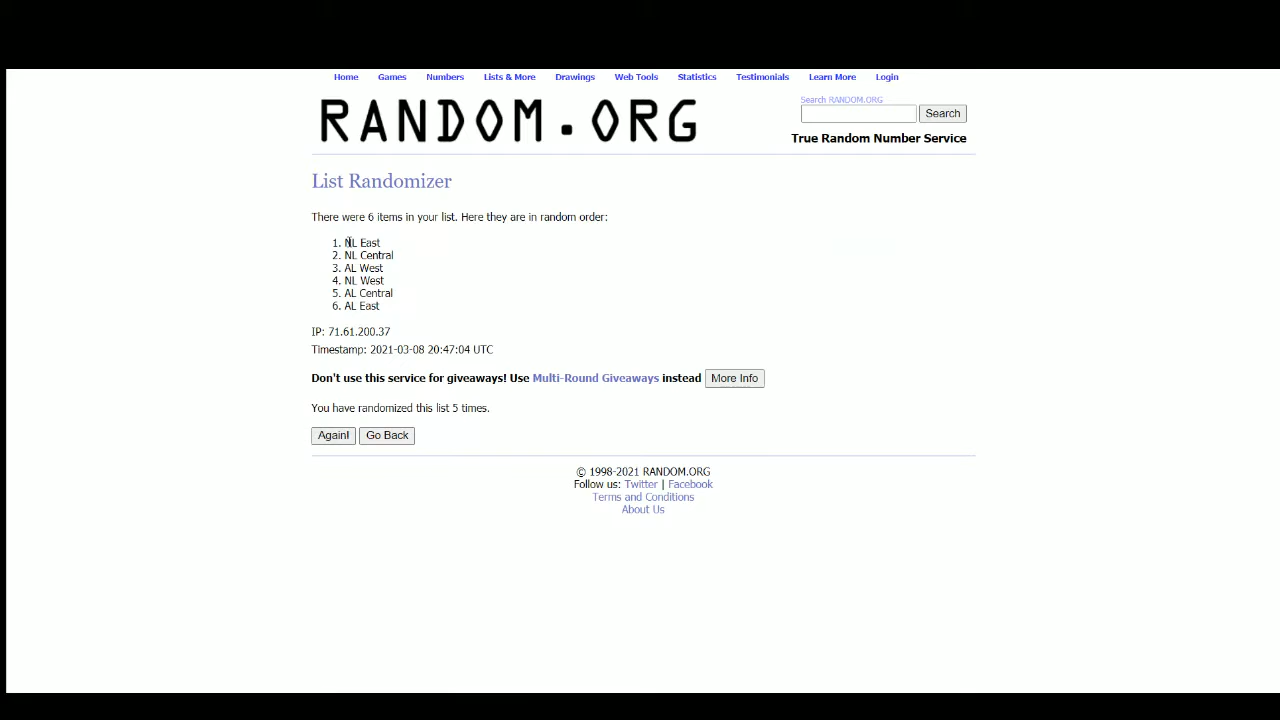 Home Games Numbers Lists & More Drawings Web Tools Statistics Testimonials Learn More Login
RANDOM.ORG
Search RANDOM.ORG
Search
True Random Number Service
List Randomizer
There were 6 items in your list. Here they are in random order:
1. NL East
2. NL Central
3. AL West
4. NL West
5. AL Central
6. AL East
IP: 71.61.200.37
Timestamp: 2021-03-08 20:47:04 UTC
Don't use this service for giveaways! Use Multi-Round Giveaways instead More Info
You have randomized this list 5 times.
Again! Go Back
© 1998-2021 RANDOM.ORG
Follow us: Twitter | Facebook
Terms and Conditions
About Us